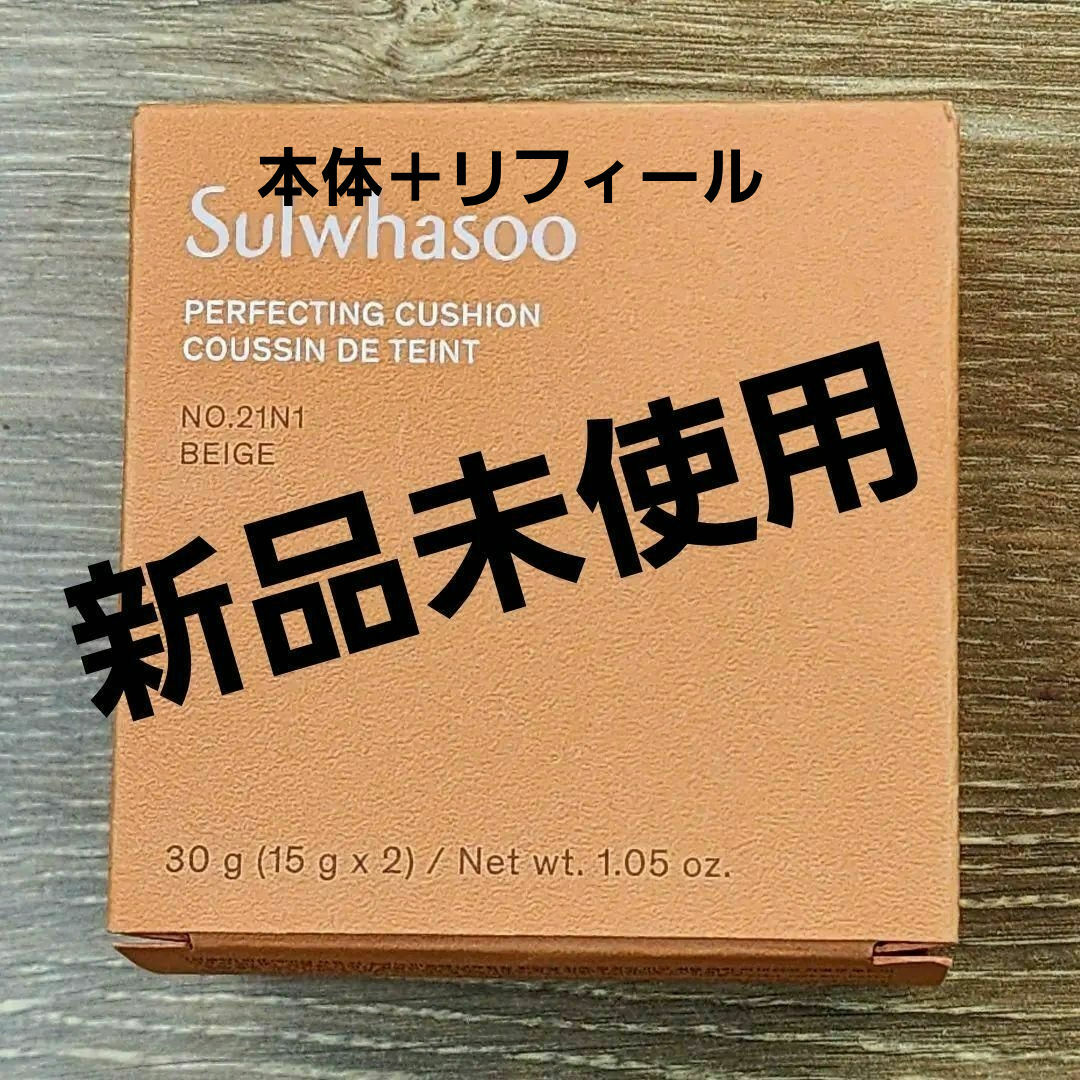 本体+リフィール
Sulwhasoo
PERFECTING CUSHION
COUSSIN DE TEINT
NO.21N1
BEIGE
新品未使用
30 g (15 g x 2) / Net wt. 1.05 oz.